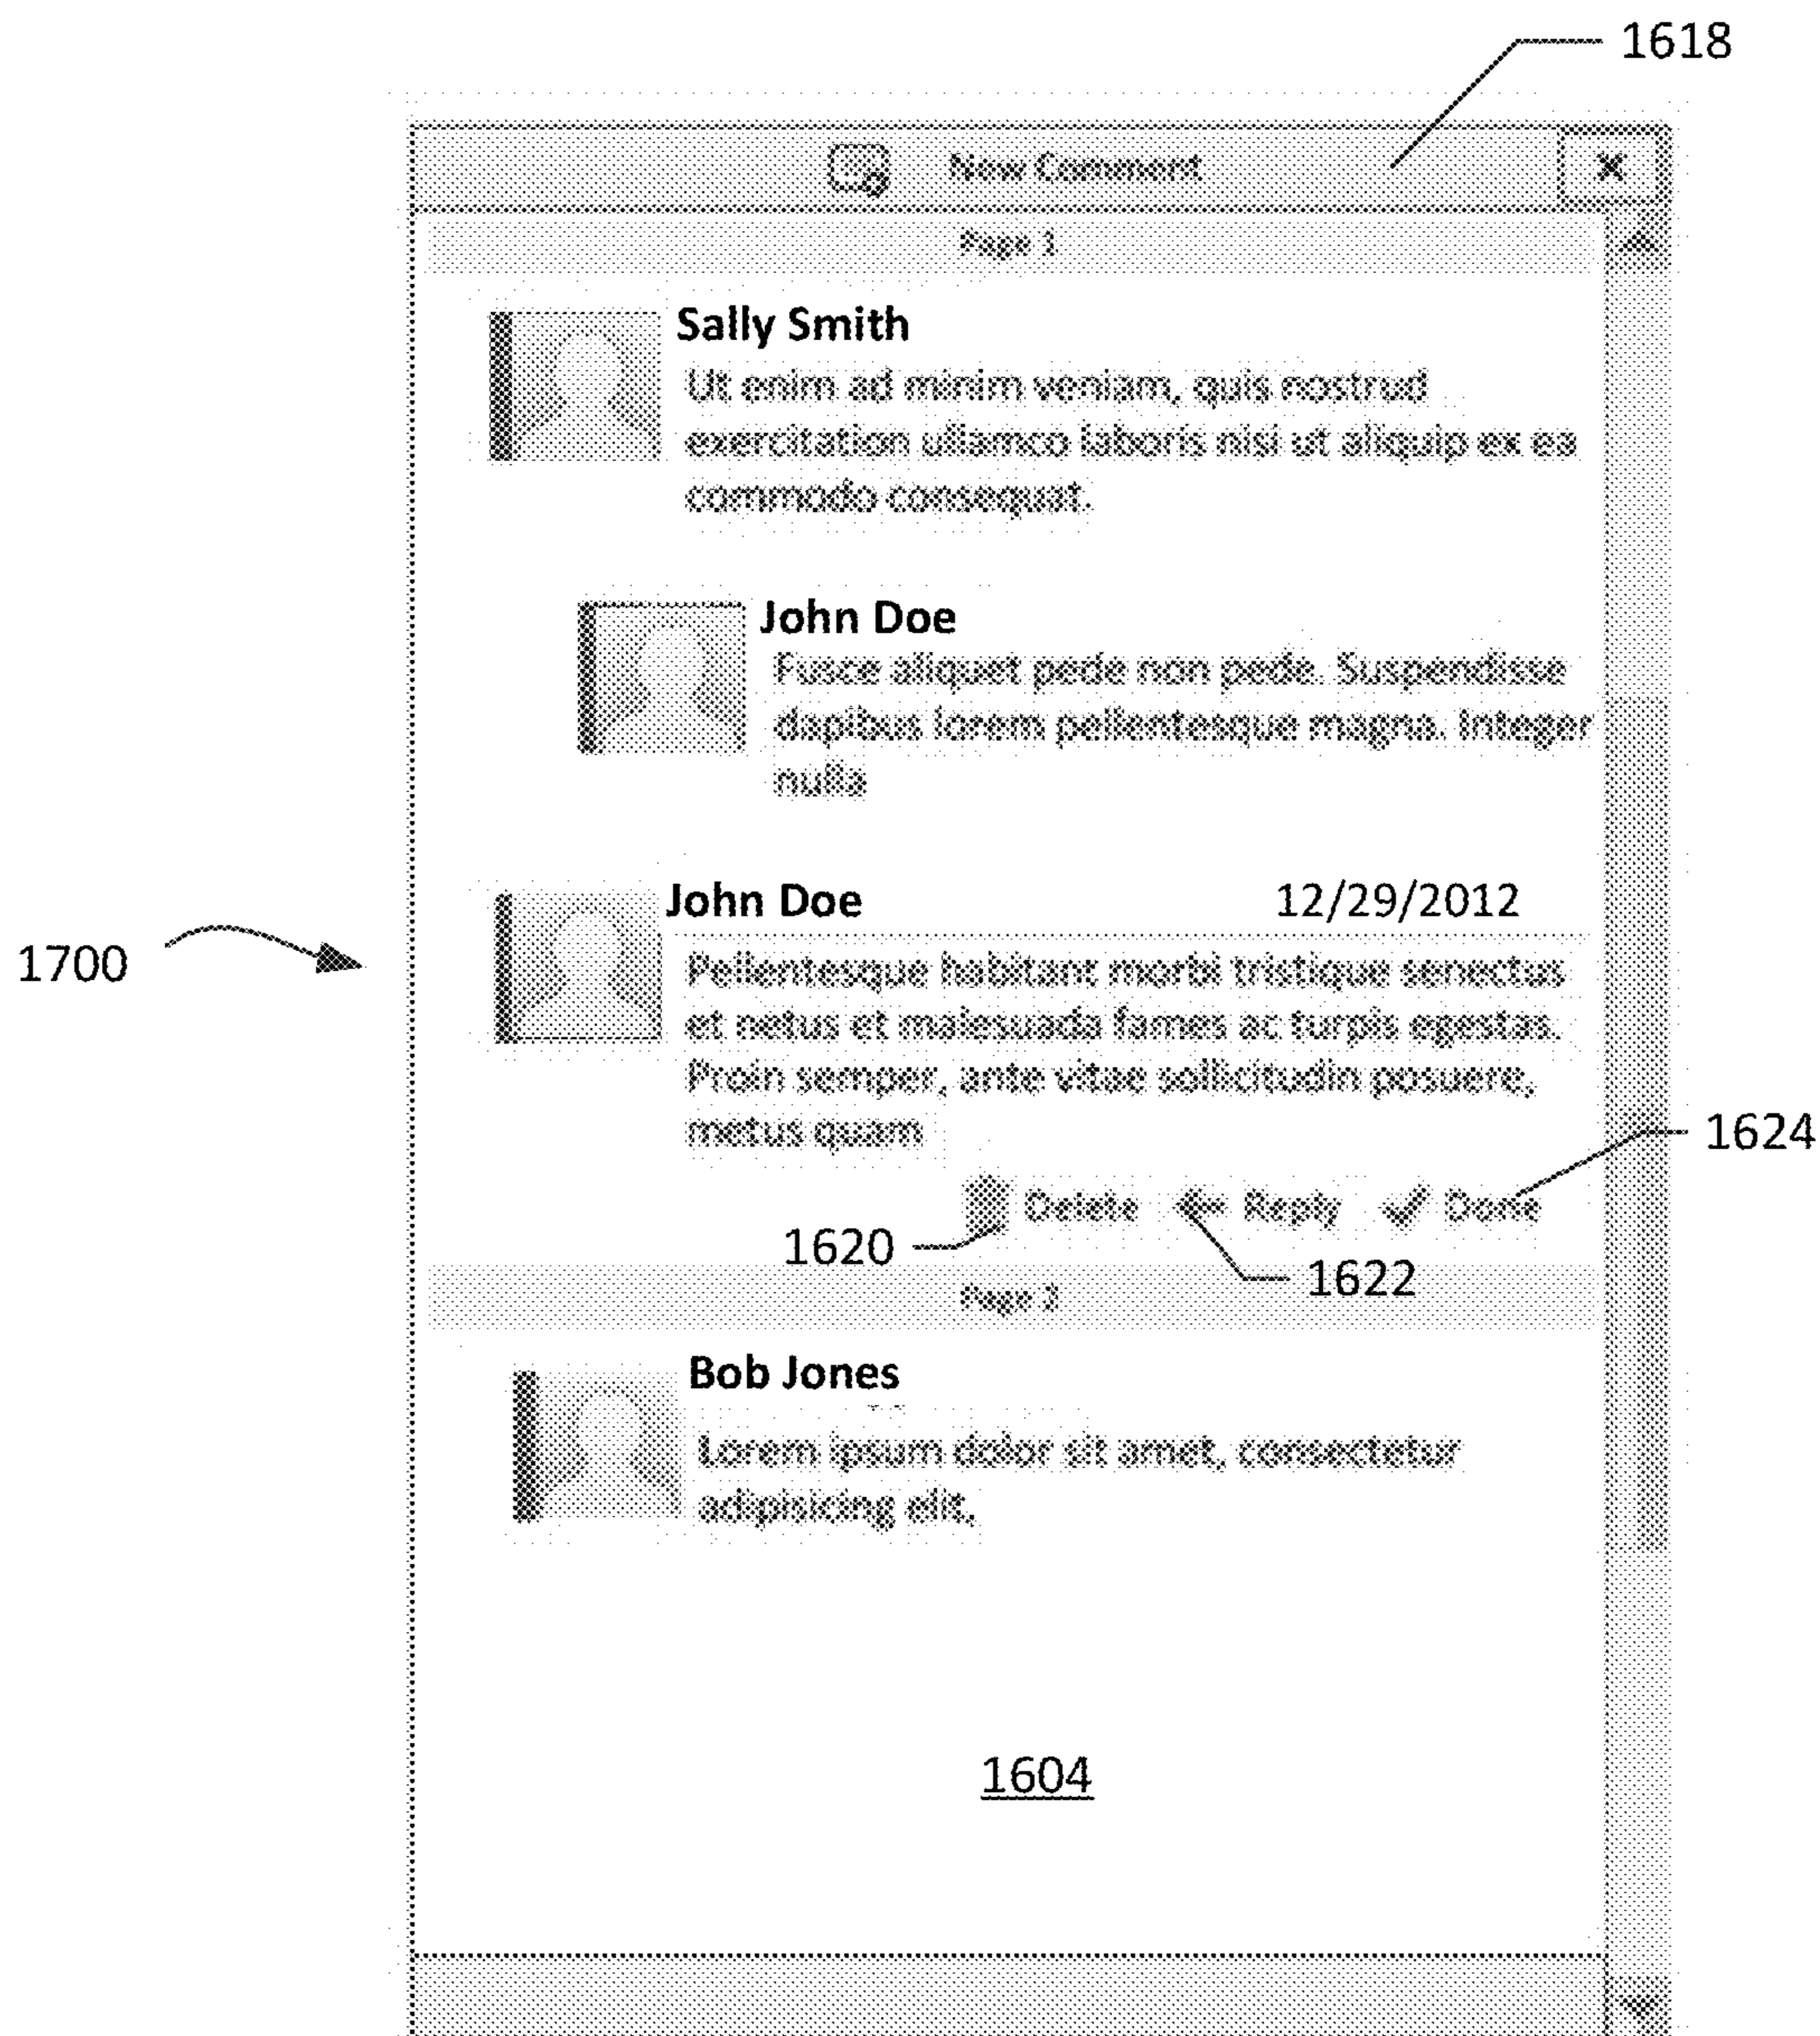 1618
New Comment
Page 1
Sally Smith
Ut enim ad minim veniam, quis nostrud
exercitation ullamco laboris nisi ut aliquip ex ea
commodo consequat.
John Doe
Fusce aliquet pede non pede. Suspendisse
dapibus lorem pellentesque magna. Integer
nulla
John Doe 12/29/2012
1700
Pellentesque habitant morbi tristique senectus
et netus et malesuada fames ac turpis egestas.
Proin semper, ante vitae sollicitudin posuere,
metus quam
1624
Delete Reply Done
1620
1622
Page 2
Bob Jones
Lorem ipsum dolor sit amet, consectetur
adipisicing elit,
1604